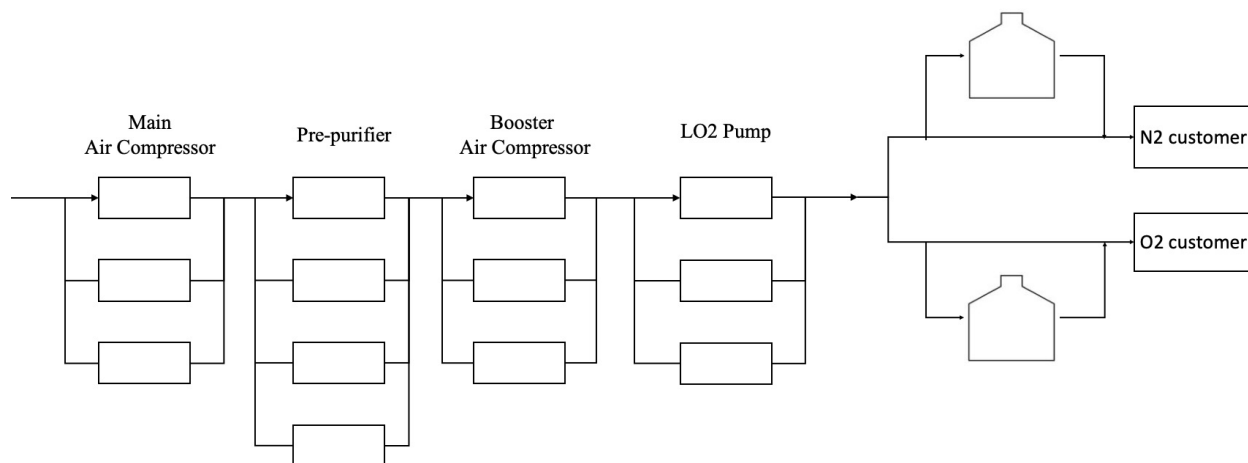 Main
Air Compressor
Pre-purifier
Booster
Air Compressor
LO2 Pump
N2 customer
O2 customer